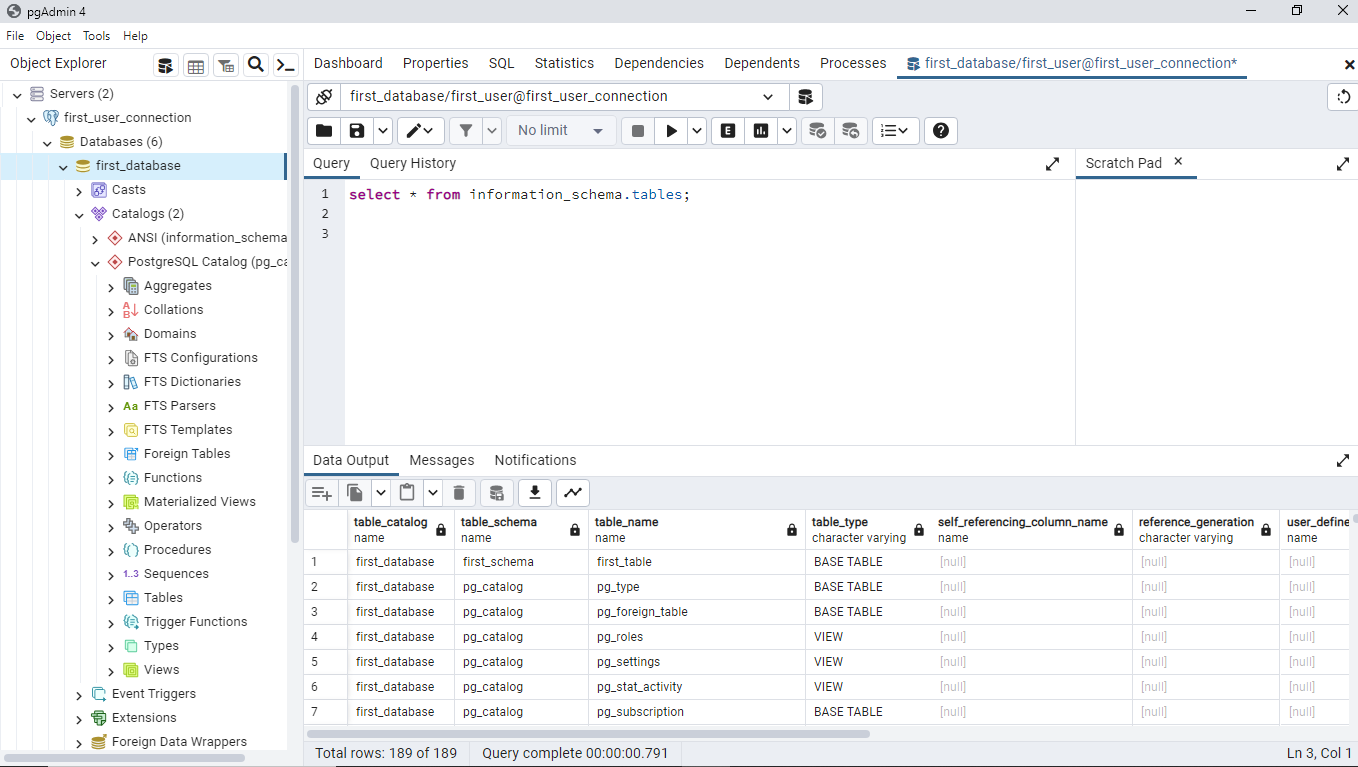 pgAdmin 4
File Object Tools Help
Object Explorer
Dashboard Properties SQL Statistics Dependencies Dependents Processes first_database/first_user@first_user_connection*
Servers (2)
first_user_connection
Databases (6)
first_database
Casts
Catalogs (2)
ANSI (information_schema
PostgreSQL Catalog (pg_ca
Aggregates
Collations
Domains
FTS Configurations
FTS Dictionaries
Aa FTS Parsers
FTS Templates
Foreign Tables
Functions
Materialized Views
Operators
Procedures
1..3 Sequences
Tables
Trigger Functions
Types
Views
Event Triggers
Extensions
Foreign Data Wrappers
first_database/first_user@first_user_connection
No limit E
Query Query History
Scratch Pad
1 select * from information_schema.tables;
2
3
Data Output Messages Notifications
table_catalog table_schema table_name table_type self_referencing_column_name reference_generation user_define
name name name character varying name character varying name
1 first_database first_schema first_table BASE TABLE [null] [null] [null]
2 first_database pg_catalog pg_type BASE TABLE [null] [null] [null]
3 first_database pg_catalog pg_foreign_table BASE TABLE [null] [null] [null]
4 first_database pg_catalog pg_roles VIEW [null] [null] [null]
5 first_database pg_catalog pg_settings VIEW [null] [null] [null]
6 first_database pg_catalog pg_stat_activity VIEW [null] [null] [null]
7 first_database pg_catalog pg_subscription BASE TABLE [null] [null] [null]
Total rows: 189 of 189 Query complete 00:00:00.791 Ln 3, Col 1